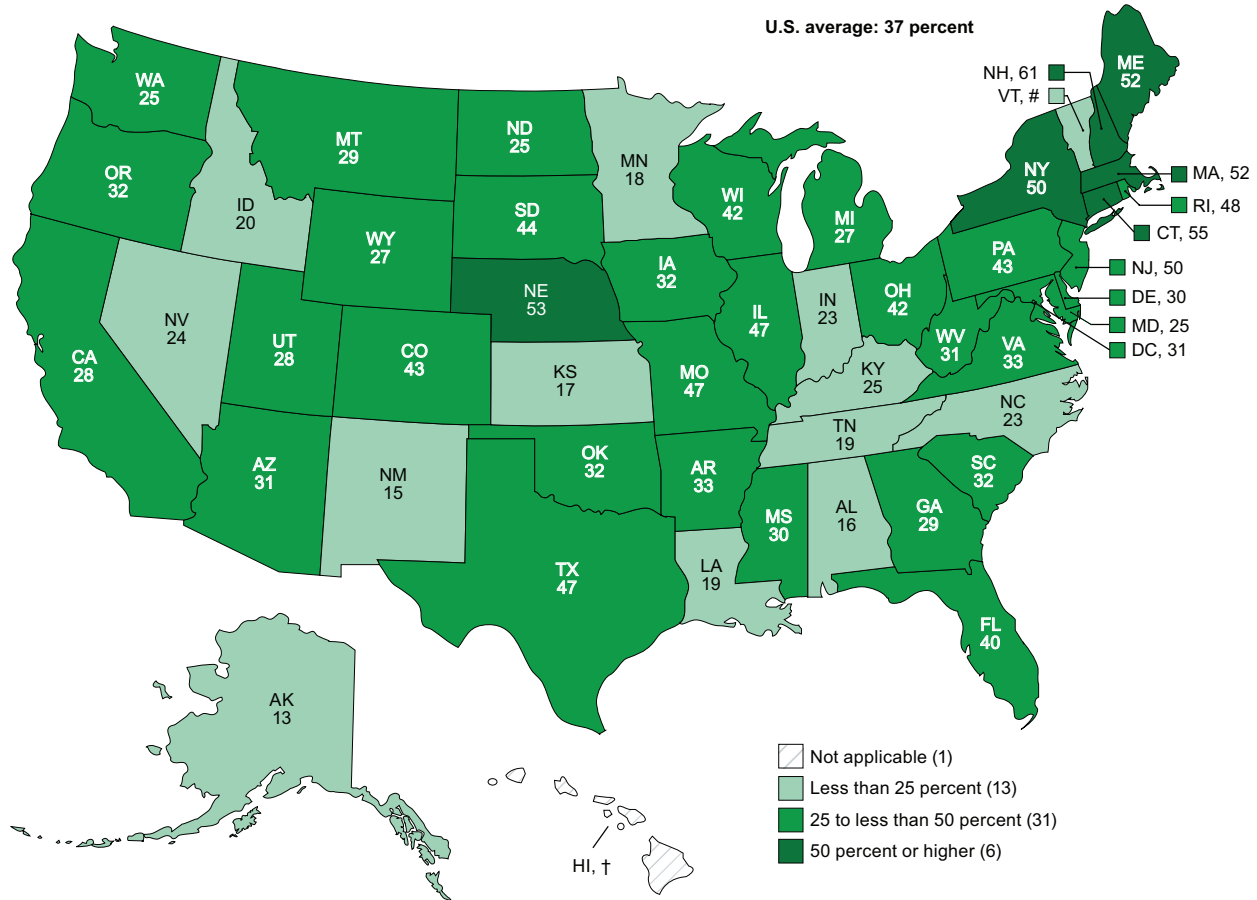 U.S. average: 37 percent
WA
25
OR
32
CA
28
ID
20
NV
24
MT
29
WY
27
UT
28
AZ
31
CO
43
NM
15
ND
25
SD
44
NE
53
KS
17
OK
32
TX
47
MN
18
IA
32
MO
47
AR
33
LA
19
WI
42
IL
47
MI
27
IN
23
OH
42
KY
25
TN
19
MS
30
AL
16
GA
29
FL
40
SC
32
NC
23
VA
33
WV
31
PA
43
NY
50
ME
52
NH, 61
VT, #
MA, 52
RI, 48
CT, 55
NJ, 50
DE, 30
MD, 25
DC, 31
AK
13
HI, †
Not applicable (1)
Less than 25 percent (13)
25 to less than 50 percent (31)
50 percent or higher (6)